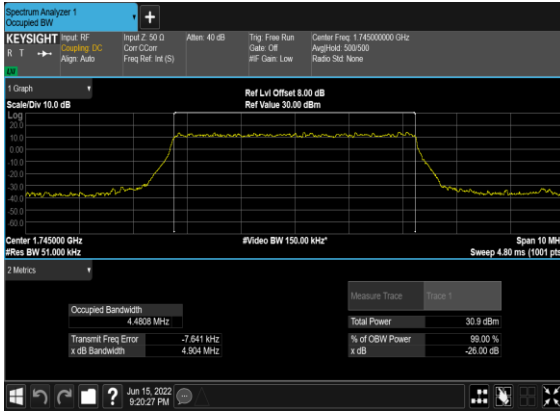 Spectrum Analyzer 1
Occupied BW
KEYSIGHT
Input: RF
Input Z: 50 Ω
Atten: 40 dB
Trig: Free Run
Center Freq: 1.745000000 GHz
R T
Coupling: DC
Corr CCorr
Gate: Off
Avg|Hold: 500/500
Align: Auto
Freq Ref: Int (S)
#IF Gain: Low
Radio Std: None
1 Graph
Ref Lvl Offset 8.00 dB
Scale/Div 10.0 dB
Ref Value 30.00 dBm
Log
20.0
10.0
0.00
-10.0
-20.0
-30.0
-40.0
-50.0
-60.0
Center 1.745000 GHz
#Video BW 150.00 kHz*
Span 10 MH
#Res BW 51.000 kHz
Sweep 4.80 ms (1001 pts
2 Metrics
Measure Trace
Trace 1
Occupied Bandwidth
4.4808 MHz
Total Power
30.9 dBm
Transmit Freq Error
-7.641 kHz
% of OBW Power
99.00 %
x dB Bandwidth
4.904 MHz
x dB
-26.00 dB
Jun 15, 2022
9:20:27 PM